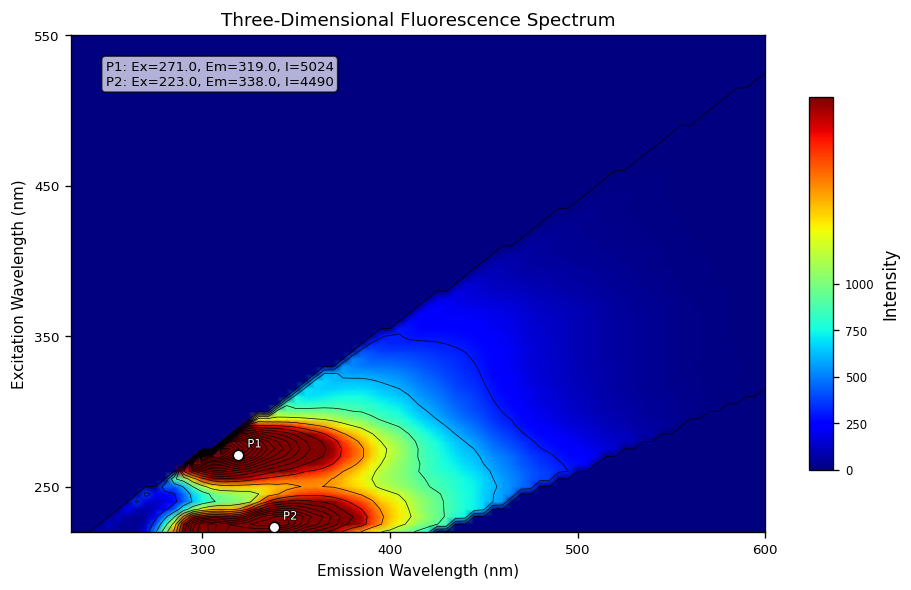 Three-Dimensional Fluorescence Spectrum
550
450
350
250
P1: Ex=271.0, Em=319.0, I=5024
P2: Ex=223.0, Em=338.0, I=4490
P1
P2
300
400
500
600
Emission Wavelength (nm)
Excitation Wavelength (nm)
1000
750
500
250
0
Intensity